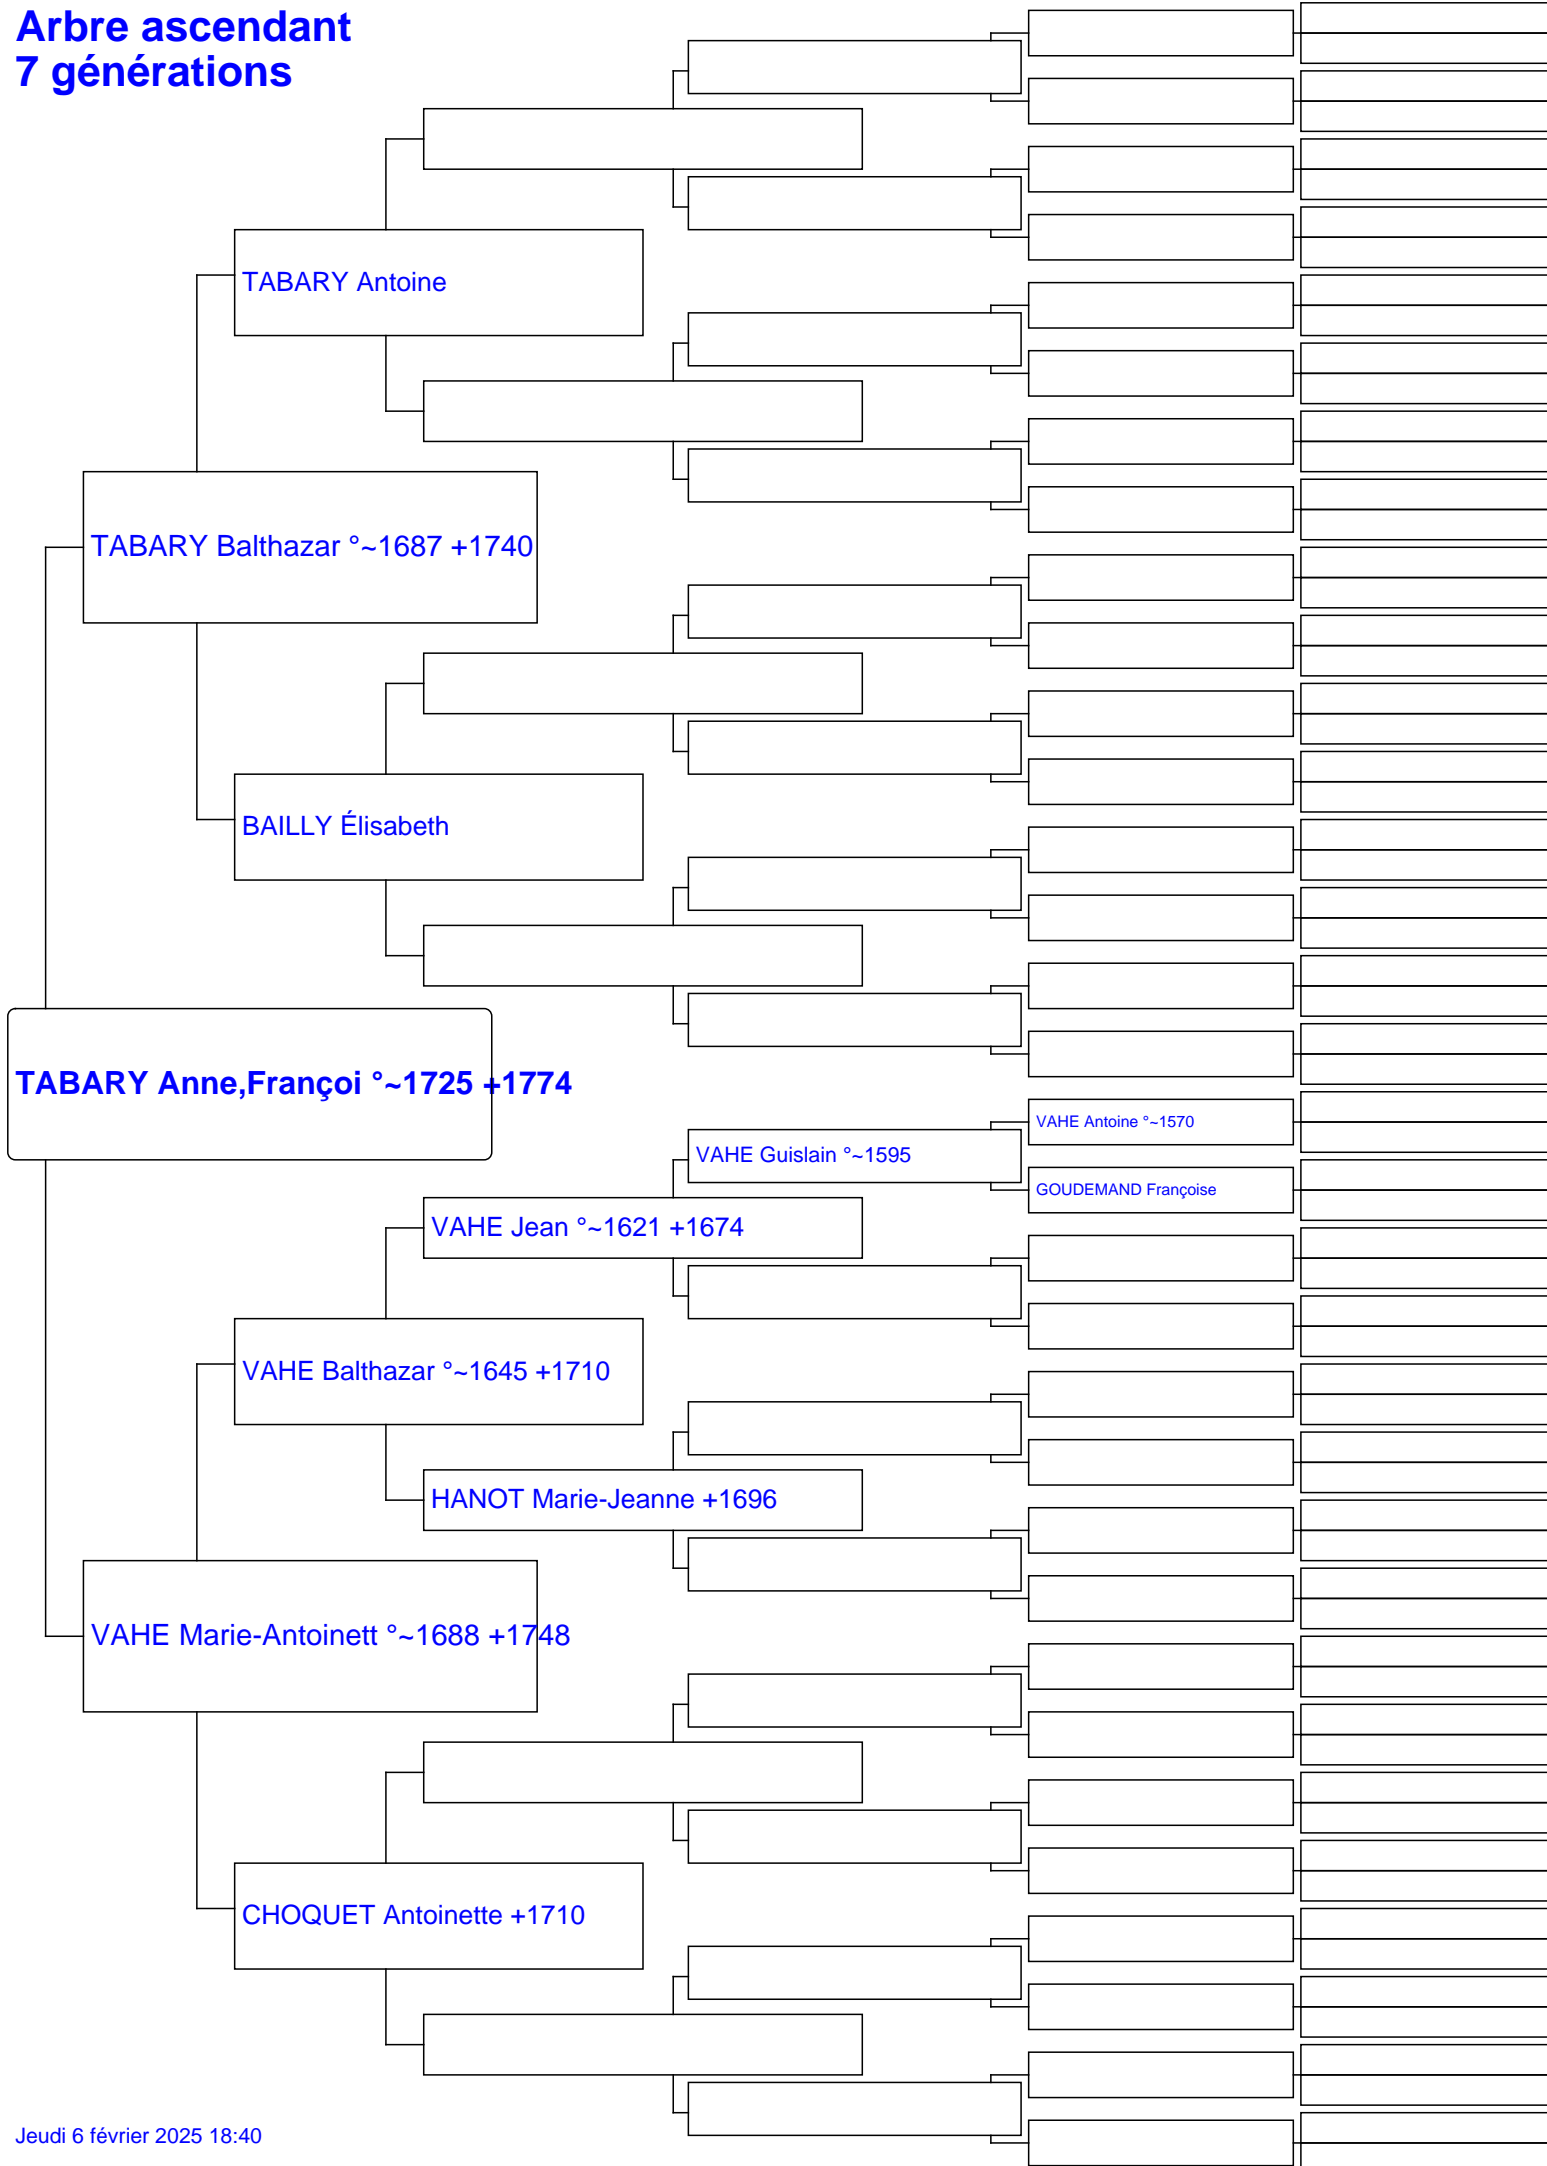 Arbre ascendant
7 générations
TABARY Antoine
TABARY Balthazar °~1687 +1740
BAILLY Élisabeth
TABARY Anne,Françoi °~1725 +1774
VAHE Antoine °~1570
VAHE Guislain °~1595
GOUDEMAND Françoise
VAHE Jean °~1621 +1674
VAHE Balthazar °~1645 +1710
HANOT Marie-Jeanne +1696
VAHE Marie-Antoinett °~1688 +1748
CHOQUET Antoinette +1710
Jeudi 6 février 2025 18:40